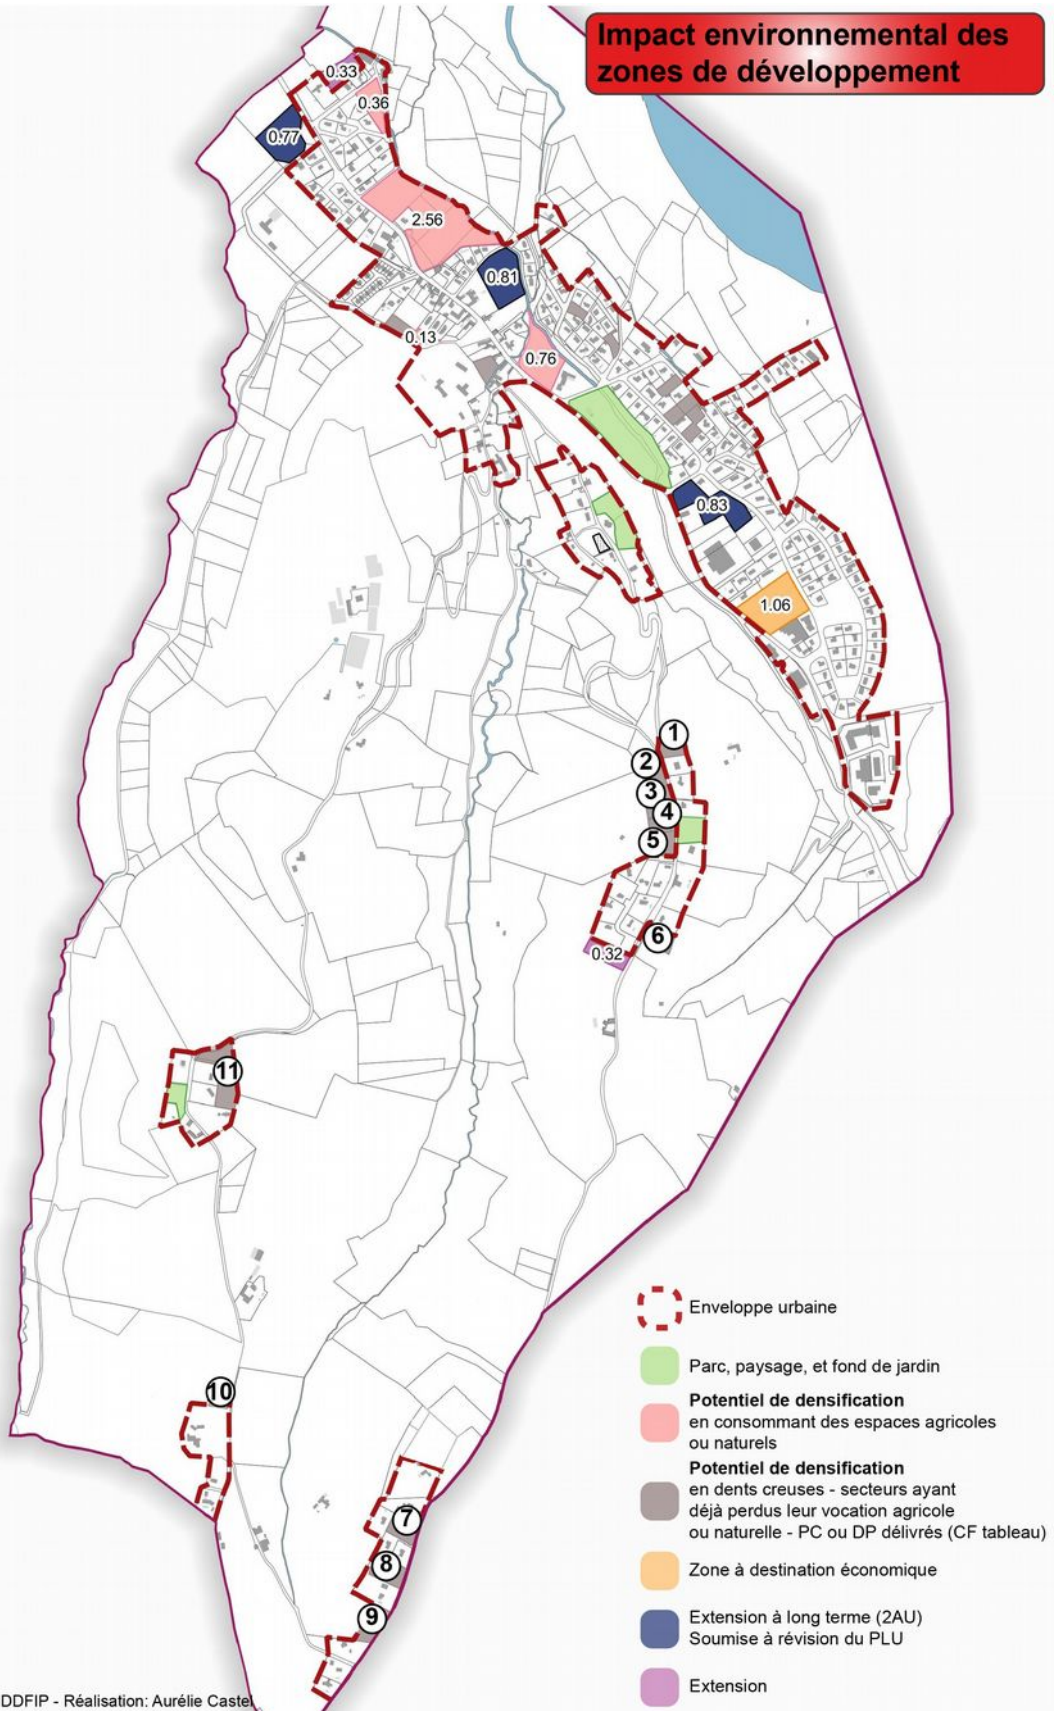 Impact environnemental des
zones de développement
0.33
0.36
0.77
2.56
0.81
0.13
0.76
0.83
1.06
1
2
3
4
5
6
0.32
11
10
7
8
9
Enveloppe urbaine
Parc, paysage, et fond de jardin
Potentiel de densification
en consommant des espaces agricoles
ou naturels
Potentiel de densification
en dents creuses - secteurs ayant
déjà perdus leur vocation agricole
ou naturelle - PC ou DP délivrés (CF tableau)
Zone à destination économique
Extension à long terme (2AU)
Soumise à révision du PLU
Extension
DDFIP - Réalisation: Aurélie Castel